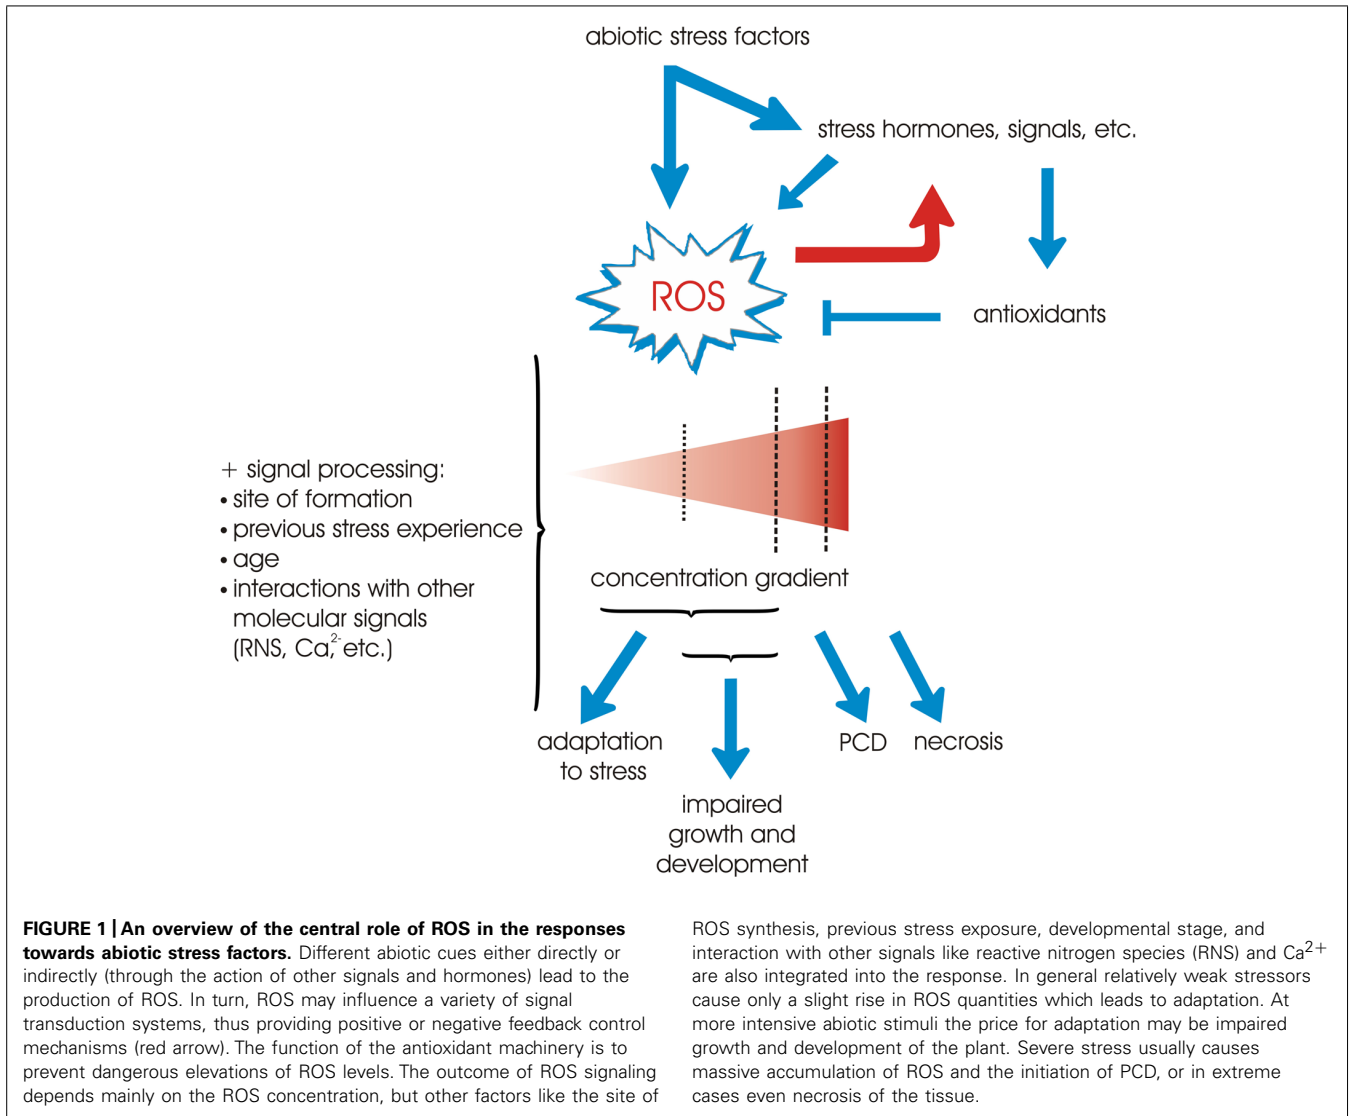 abiotic stress factors
stress hormones, signals, etc.
ROS
antioxidants
+ signal processing:
• site of formation
• previous stress experience
• age
• interactions with other
molecular signals
(RNS, Ca,2- etc.)
concentration gradient
adaptation
to stress
impaired
growth and
development
PCD
necrosis
FIGURE 1 | An overview of the central role of ROS in the responses
towards abiotic stress factors. Different abiotic cues either directly or
indirectly (through the action of other signals and hormones) lead to the
production of ROS. In turn, ROS may influence a variety of signal
transduction systems, thus providing positive or negative feedback control
mechanisms (red arrow). The function of the antioxidant machinery is to
prevent dangerous elevations of ROS levels. The outcome of ROS signaling
depends mainly on the ROS concentration, but other factors like the site of
ROS synthesis, previous stress exposure, developmental stage, and
interaction with other signals like reactive nitrogen species (RNS) and Ca2+
are also integrated into the response. In general relatively weak stressors
cause only a slight rise in ROS quantities which leads to adaptation. At
more intensive abiotic stimuli the price for adaptation may be impaired
growth and development of the plant. Severe stress usually causes
massive accumulation of ROS and the initiation of PCD, or in extreme
cases even necrosis of the tissue.